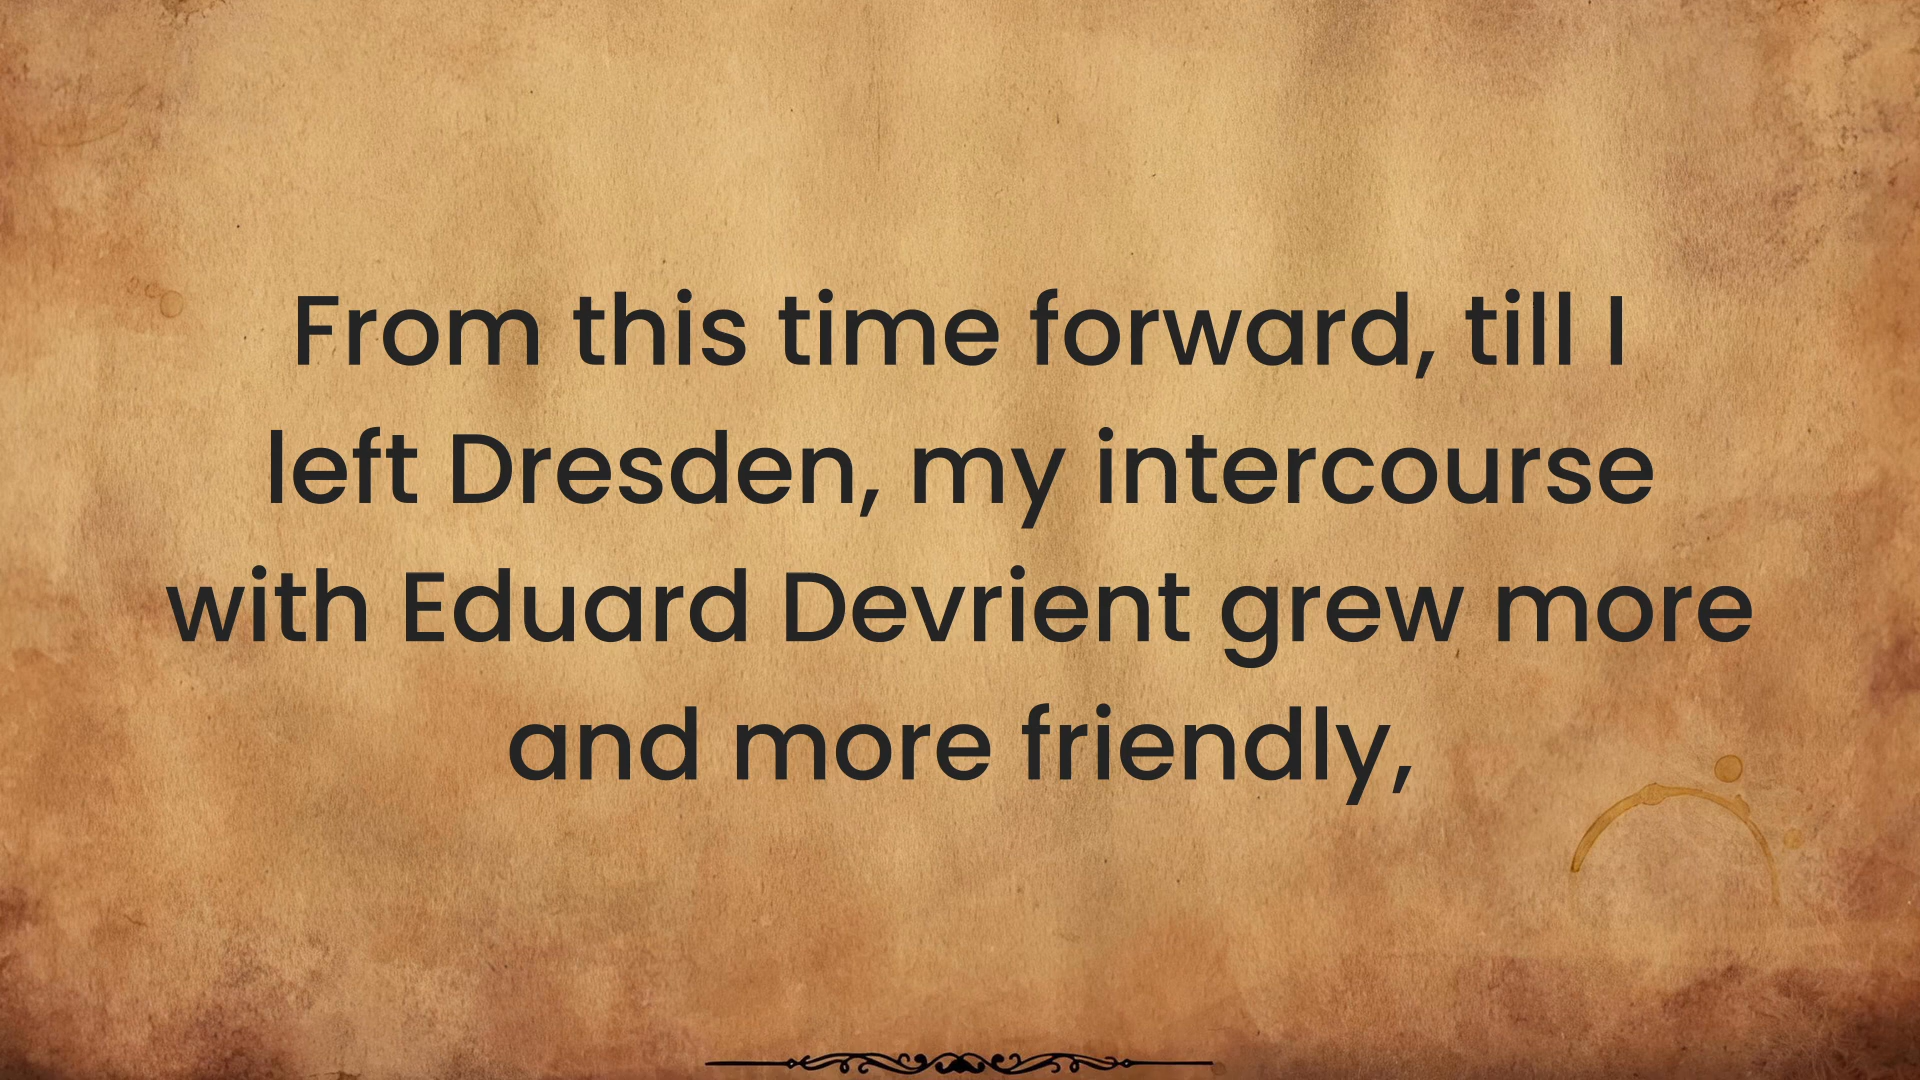 From this time forward, till I
left Dresden, my intercourse
with Eduard Devrient grew more
and more friendly,